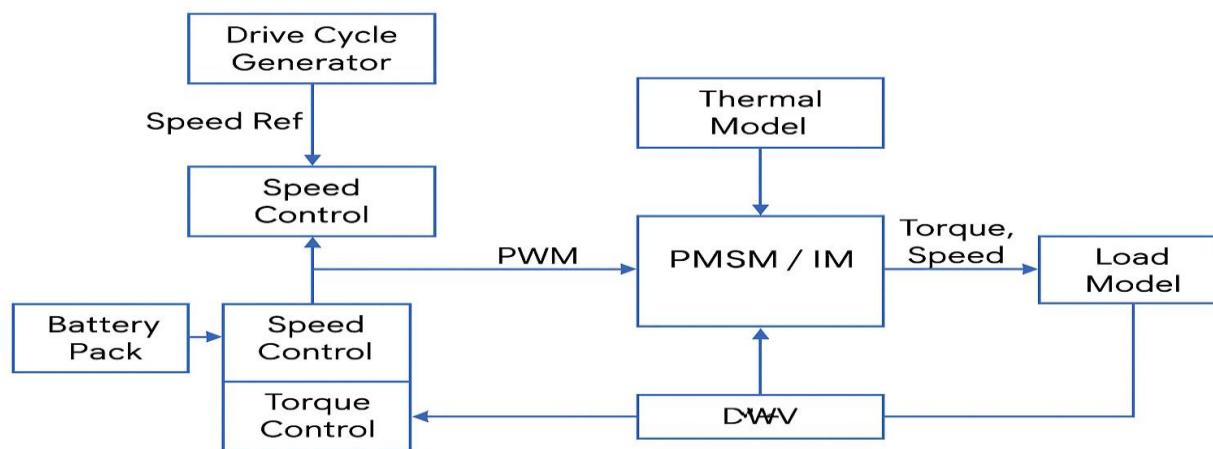 Drive Cycle
Generator
Speed Ref
Thermal
Model
Speed
Control
PWM
PMSM / IM
Torque,
Speed
Load
Model
Battery
Pack
Speed
Control
Torque
Control